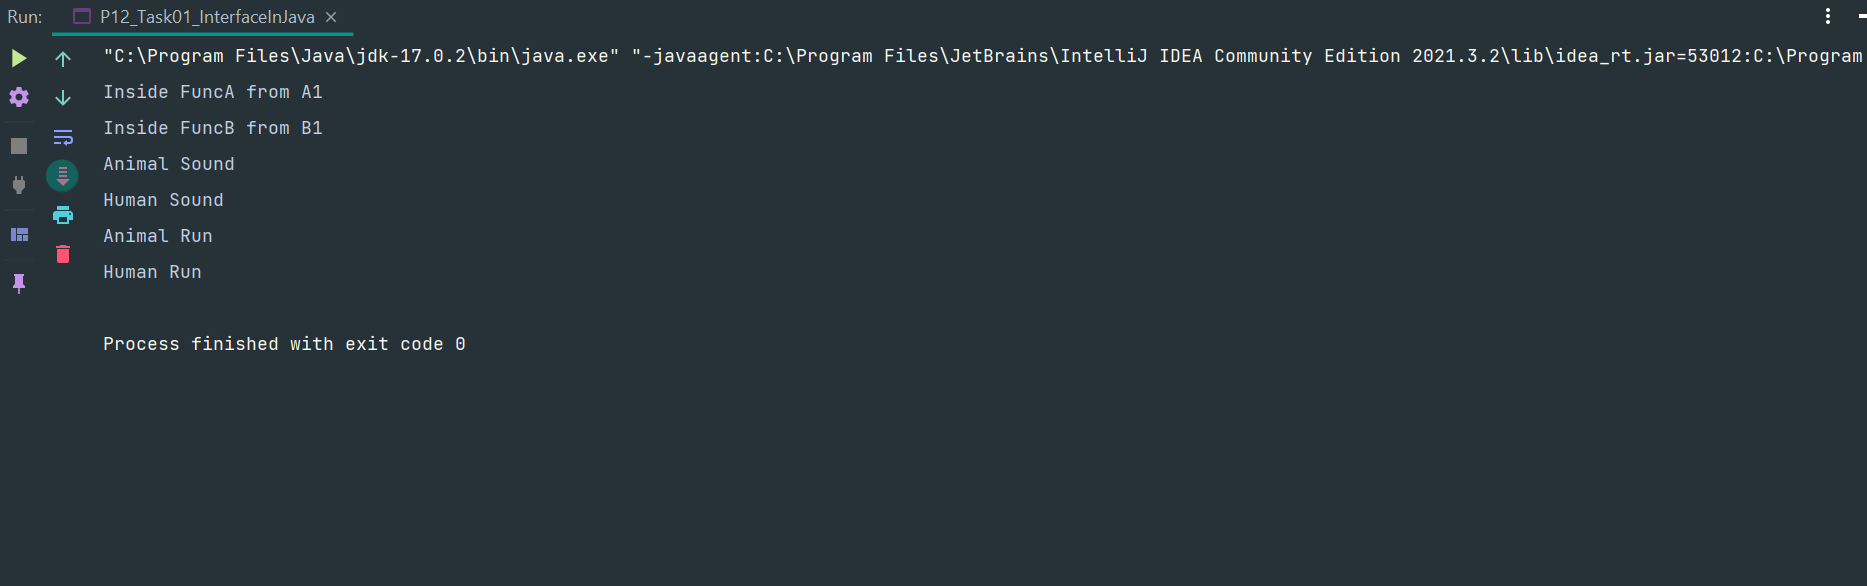 Run: P12_Task01_InterfaceInJava
"C:\Program Files\Java\jdk-17.0.2\bin\java.exe" "-javaagent:C:\Program Files\JetBrains\IntelliJ IDEA Community Edition 2021.3.2\lib\idea_rt.jar=53012:C:\Program
Inside FuncA from A1
Inside FuncB from B1
Animal Sound
Human Sound
Animal Run
Human Run
Process finished with exit code 0